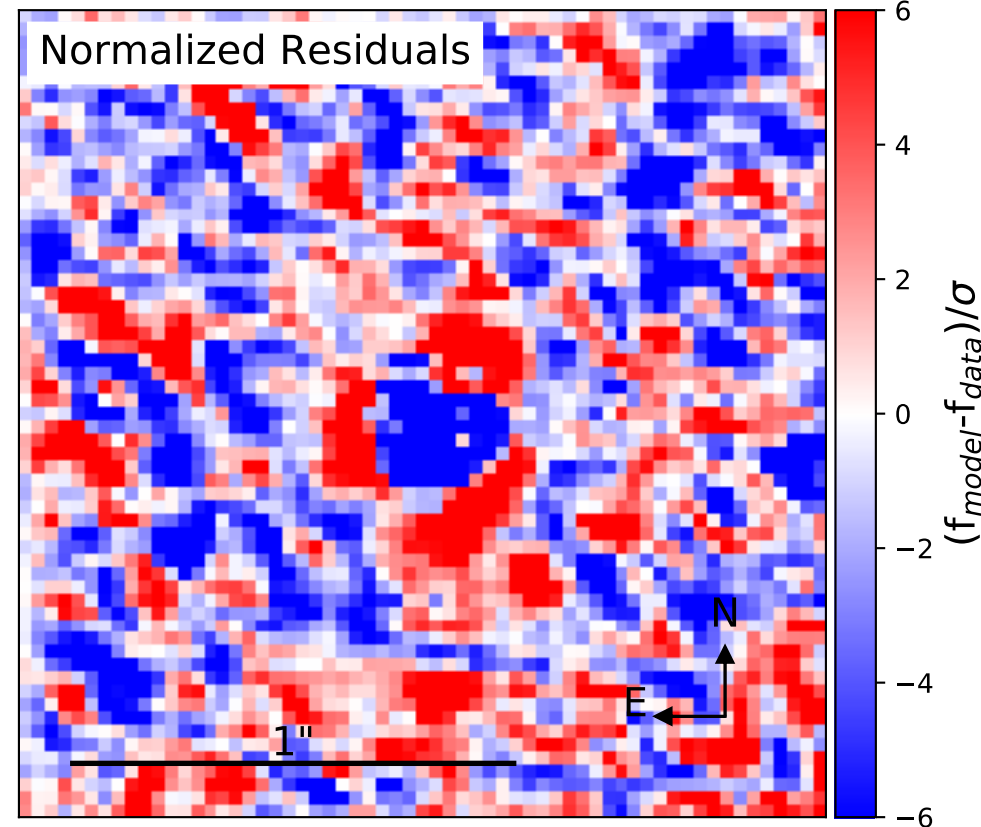 Normalized Residuals
6
4
2
0
−2
−4
−6
(f_model-f_data)/σ
N
E
1"